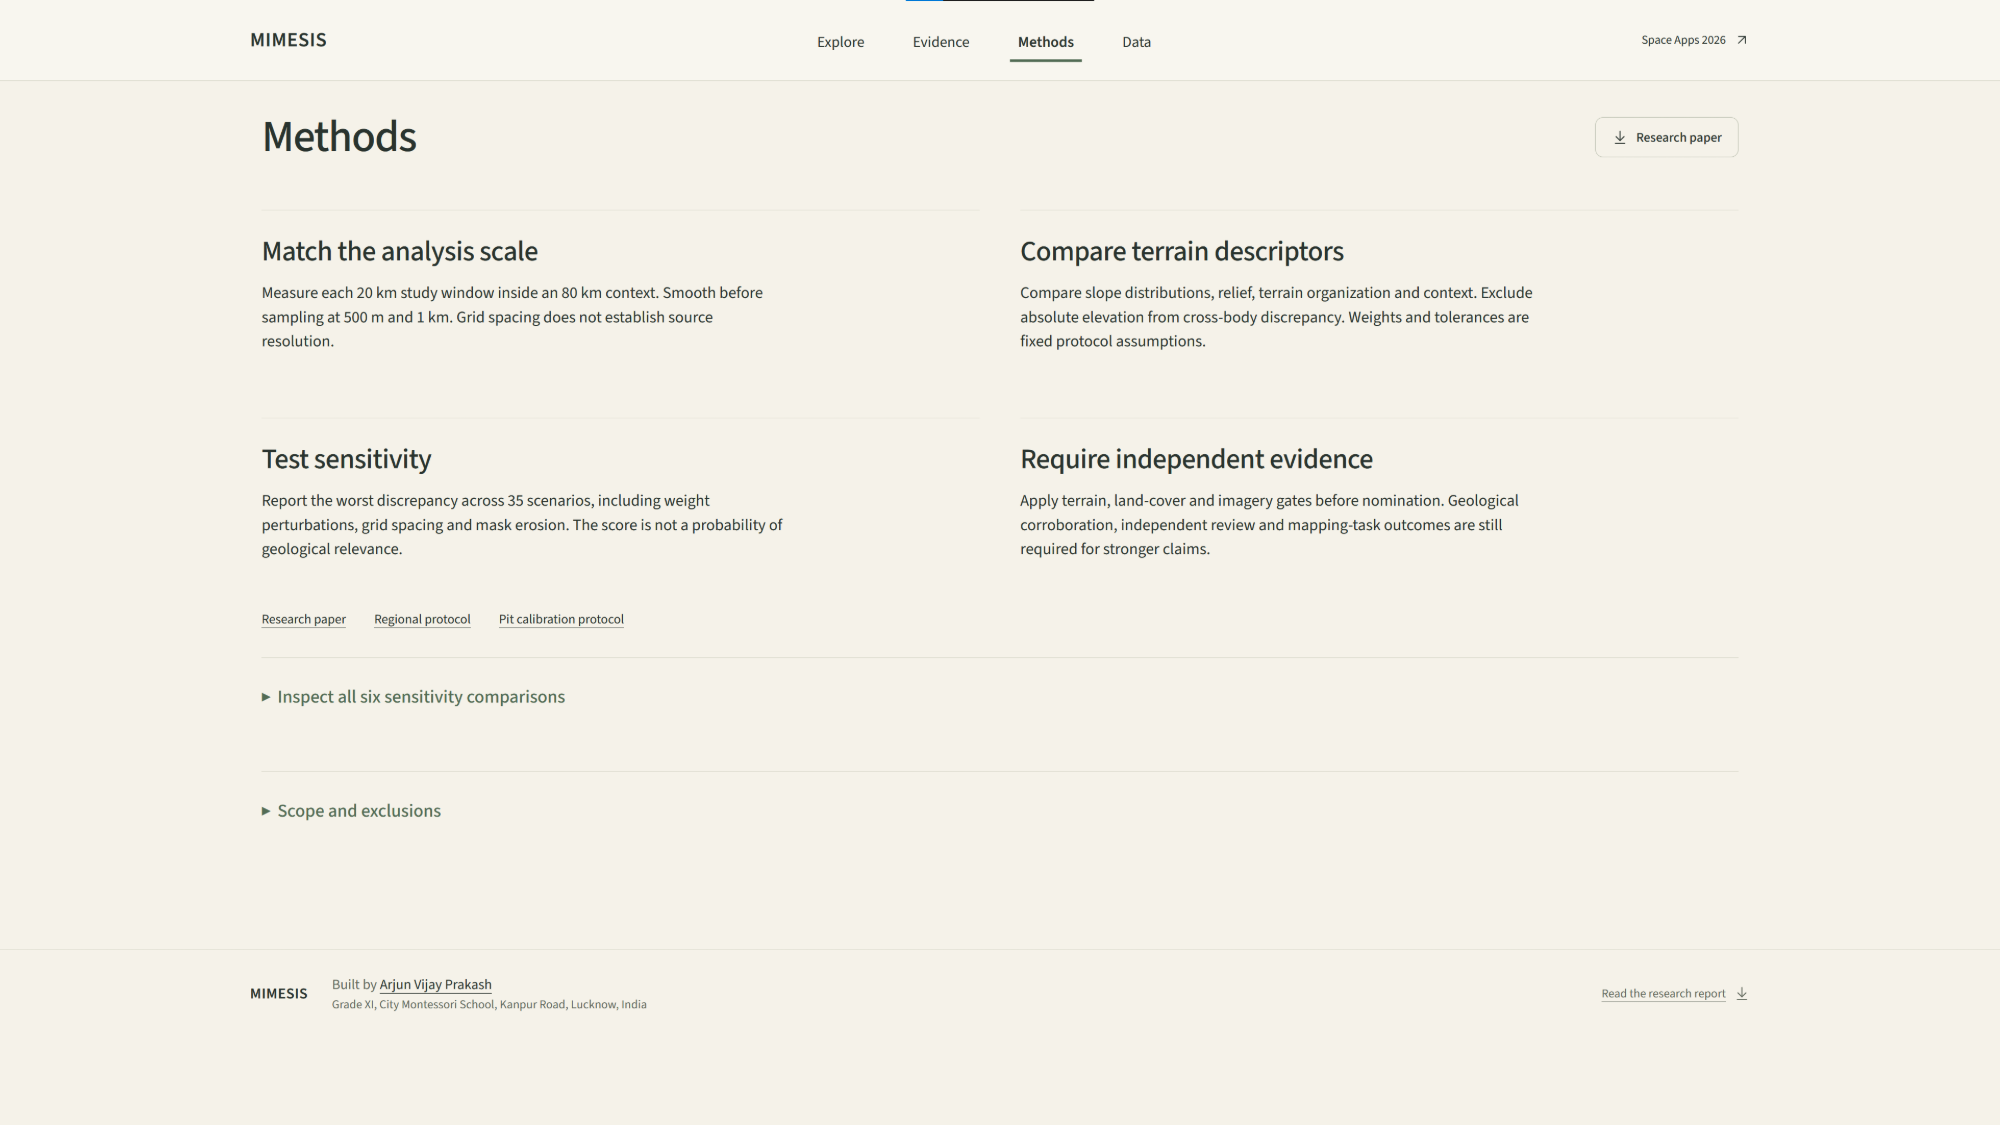 MIMESIS
Explore
Evidence
Methods
Data
Space Apps 2026
Methods
Research paper
Match the analysis scale
Measure each 20 km study window inside an 80 km context. Smooth before
sampling at 500 m and 1 km. Grid spacing does not establish source
resolution.
Compare terrain descriptors
Compare slope distributions, relief, terrain organization and context. Exclude
absolute elevation from cross-body discrepancy. Weights and tolerances are
fixed protocol assumptions.
Test sensitivity
Report the worst discrepancy across 35 scenarios, including weight
perturbations, grid spacing and mask erosion. The score is not a probability of
geological relevance.
Require independent evidence
Apply terrain, land-cover and imagery gates before nomination. Geological
corroboration, independent review and mapping-task outcomes are still
required for stronger claims.
Research paper
Regional protocol
Pit calibration protocol
Inspect all six sensitivity comparisons
Scope and exclusions
MIMESIS
Built by Arjun Vijay Prakash
Grade XI, City Montessori School, Kanpur Road, Lucknow, India
Read the research report